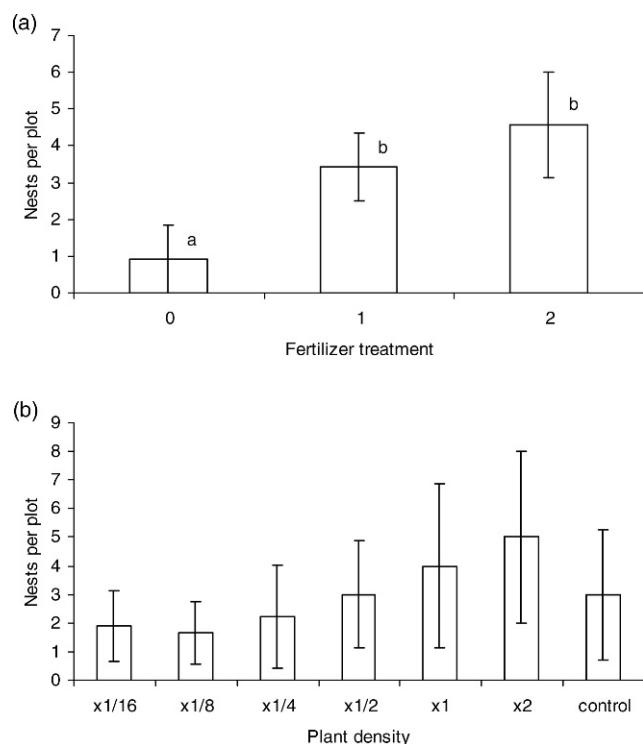 (a)
7
6
5
4
3
2
1
0
Nests per plot
a
b
b
0 1 2
Fertilizer treatment
(b)
9
8
7
6
5
4
3
2
1
0
Nests per plot
x1/16 x1/8 x1/4 x1/2 x1 x2 control
Plant density